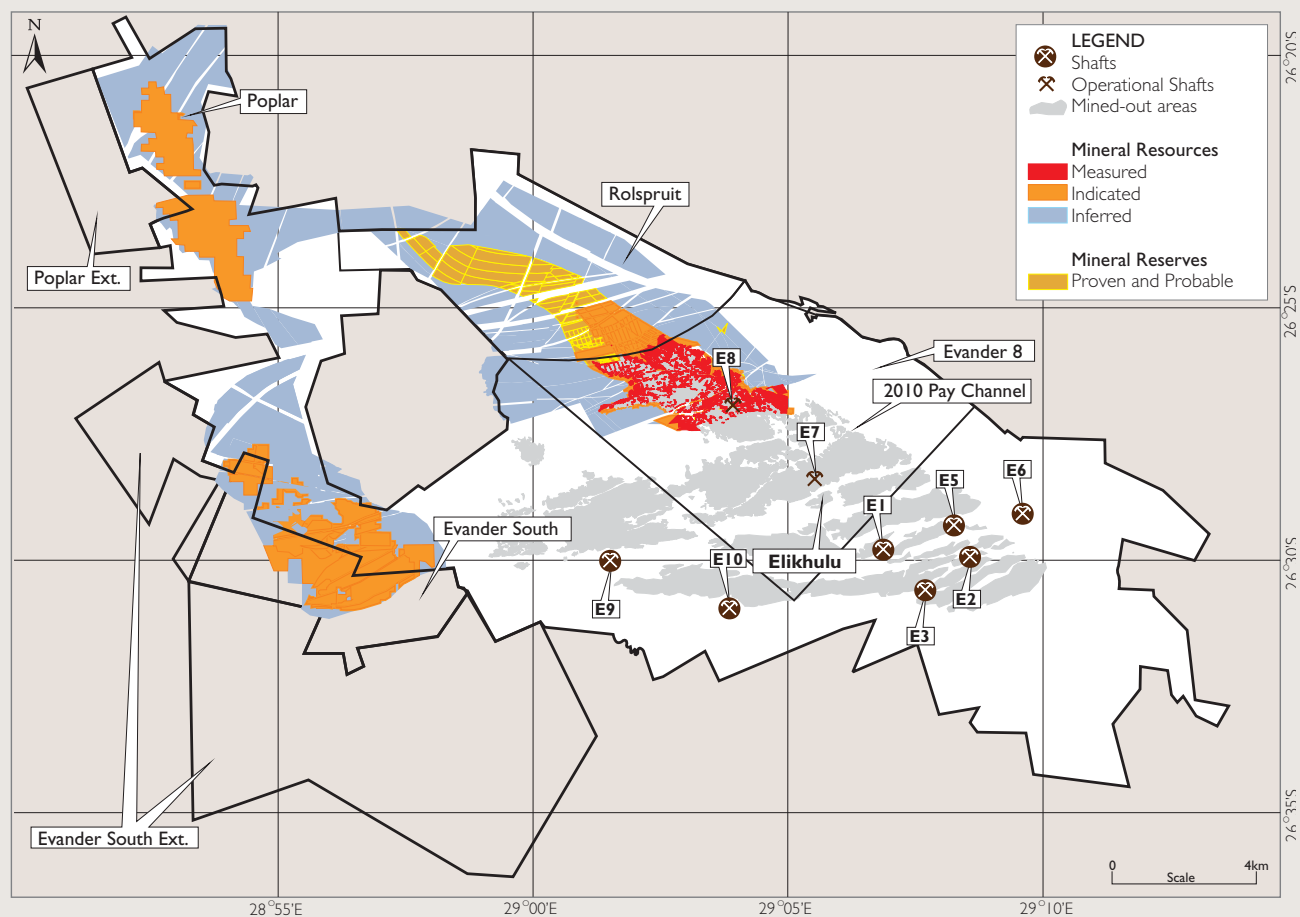 N
LEGEND
Shafts
Operational Shafts
Mined-out areas
Mineral Resources
Measured
Indicated
Inferred
Mineral Reserves
Proven and Probable
26°20'S
Poplar
Rolspruit
Poplar Ext.
26°25'S
Evander 8
E8
2010 Pay Channel
E7
E6
E5
E1
Evander South
E10
Elikhulu
26°30'S
E9
E2
E3
26°35'S
Evander South Ext.
0 4km
Scale
28°55'E
29°00'E
29°05'E
29°10'E